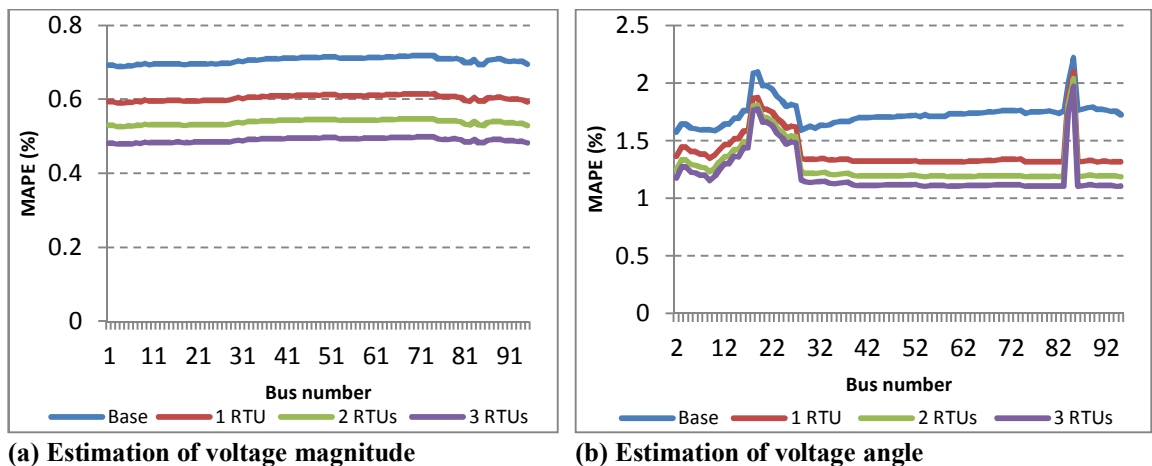 0.8
0.6
0.4
0.2
0
MAPE (%)
1 11 21 31 41 51 61 71 81 91
Bus number
Base 1 RTU 2 RTUs 3 RTUs
(a) Estimation of voltage magnitude
2.5
2
1.5
1
0.5
0
MAPE (%)
2 12 22 32 42 52 62 72 82 92
Bus number
Base 1 RTU 2 RTUs 3 RTUs
(b) Estimation of voltage angle